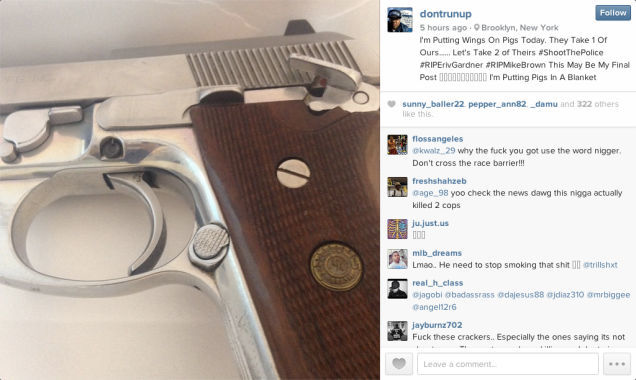 dontrunup
Follow
5 hours ago · Brooklyn, New York
I'm Putting Wings On Pigs Today. They Take 1 Of
Ours...... Let's Take 2 of Theirs #ShootThePolice
#RIPErivGardner #RIPMikeBrown This May Be My Final
Post I'm Putting Pigs In A Blanket
sunny_baller22, pepper_ann82, _damu and 322 others
like this.
flossangeles
@kwalz_29 why the fuck you got use the word nigger.
Don't cross the race barrier!!!
freshshahzeb
@age_98 yoo check the news dawg this nigga actually
killed 2 cops
ju.just.us
mlb_dreams
Lmao.. He need to stop smoking that shit @trillshxt
real_h_class
@jagobi @badassrass @dajesus88 @jdiaz310 @mrbiggee
@angel12r6
jayburnz702
Fuck these crackers.. Especially the ones saying its not
Leave a comment...